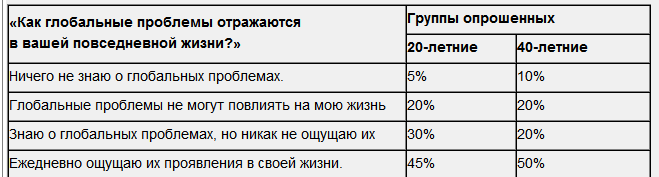 «Как глобальные проблемы отражаются
в вашей повседневной жизни?»
Группы опрошенных
20-летние 40-летние
Ничего не знаю о глобальных проблемах. 5% 10%
Глобальные проблемы не могут повлиять на мою жизнь 20% 20%
Знаю о глобальных проблемах, но никак не ощущаю их 30% 20%
Ежедневно ощущаю их проявления в своей жизни. 45% 50%